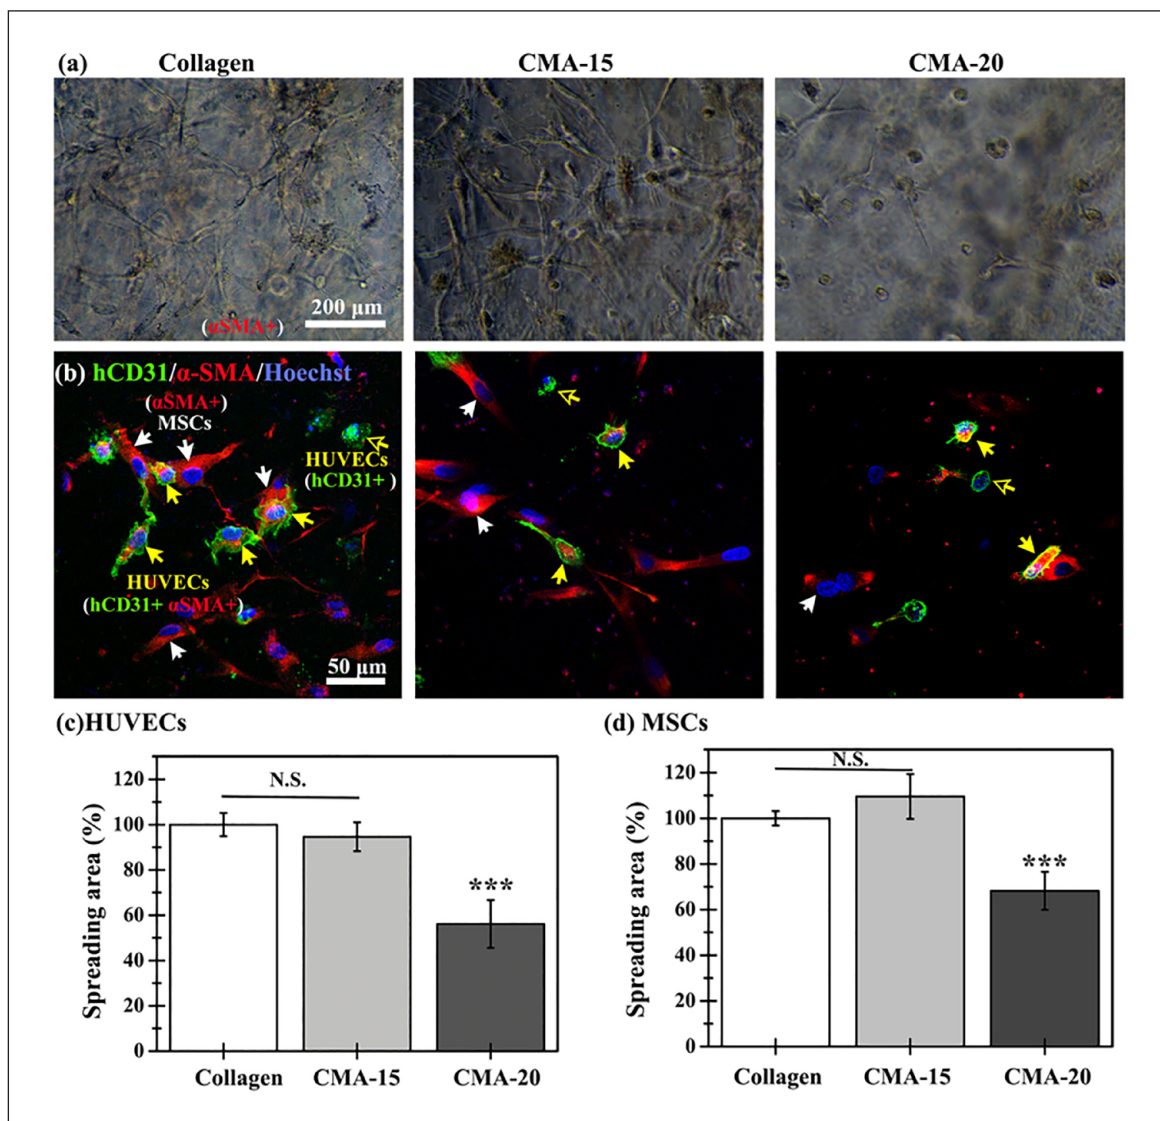 (a) Collagen CMA-15 CMA-20
200 μm
(αSMA+)
(b) hCD31/α-SMA/Hoechst
(αSMA+)
MSCs
HUVECs
(hCD31+ )
HUVECs
(hCD31+ αSMA+)
50 μm
(c)HUVECs
N.S.
***
Spreading area (%)
120
100
80
60
40
20
0
Collagen CMA-15 CMA-20
(d) MSCs
N.S.
***
Spreading area (%)
120
100
80
60
40
20
0
Collagen CMA-15 CMA-20